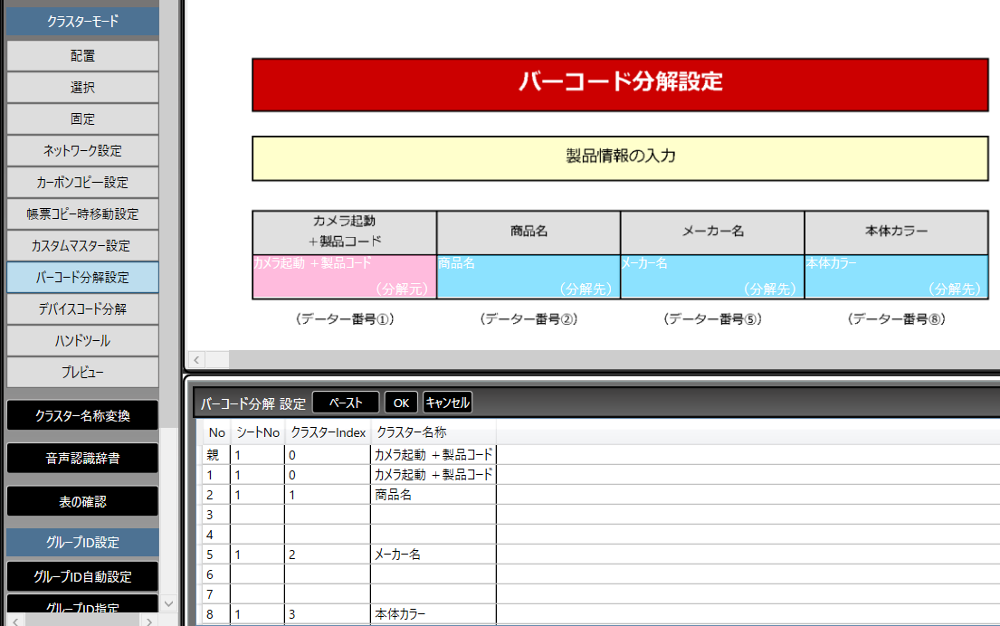 クラスターモード
配置
選択
固定
ネットワーク設定
カーボンコピー設定
帳票コピー時移動設定
カスタムマスター設定
バーコード分解設定
デバイスコード分解
ハンドツール
プレビュー
クラスター名称変換
音声認識辞書
表の確認
グループID設定
グループID自動設定
グループID指定
バーコード分解設定
製品情報の入力
カメラ起動
＋製品コード
商品名
メーカー名
本体カラー
カメラ起動 ＋製品コード
（分解元）
商品名
（分解先）
メーカー名
（分解先）
本体カラー
（分解先）
（データー番号①）
（データー番号②）
（データー番号⑤）
（データー番号⑧）
バーコード分解 設定 ペースト OK キャンセル
No シートNo クラスターIndex クラスター名称
親 1 0 カメラ起動 ＋製品コード
1 1 0 カメラ起動 ＋製品コード
2 1 1 商品名
3
4
5 1 2 メーカー名
6
7
8 1 3 本体カラー